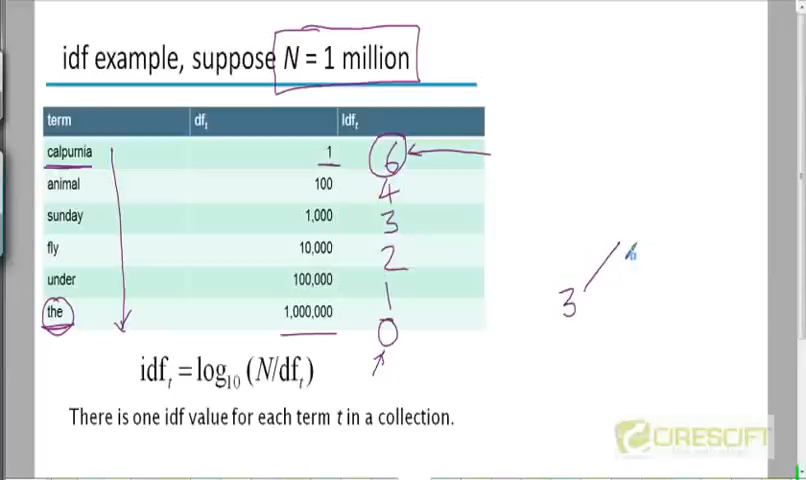 idf example, suppose N = 1 million
term df_t Idf_t
calpurnia 1 6
animal 100 4
sunday 1,000 3
fly 10,000 2
under 100,000 1
the 1,000,000 0
3
idf_t = log_10 (N/df_t)
There is one idf value for each term t in a collection.